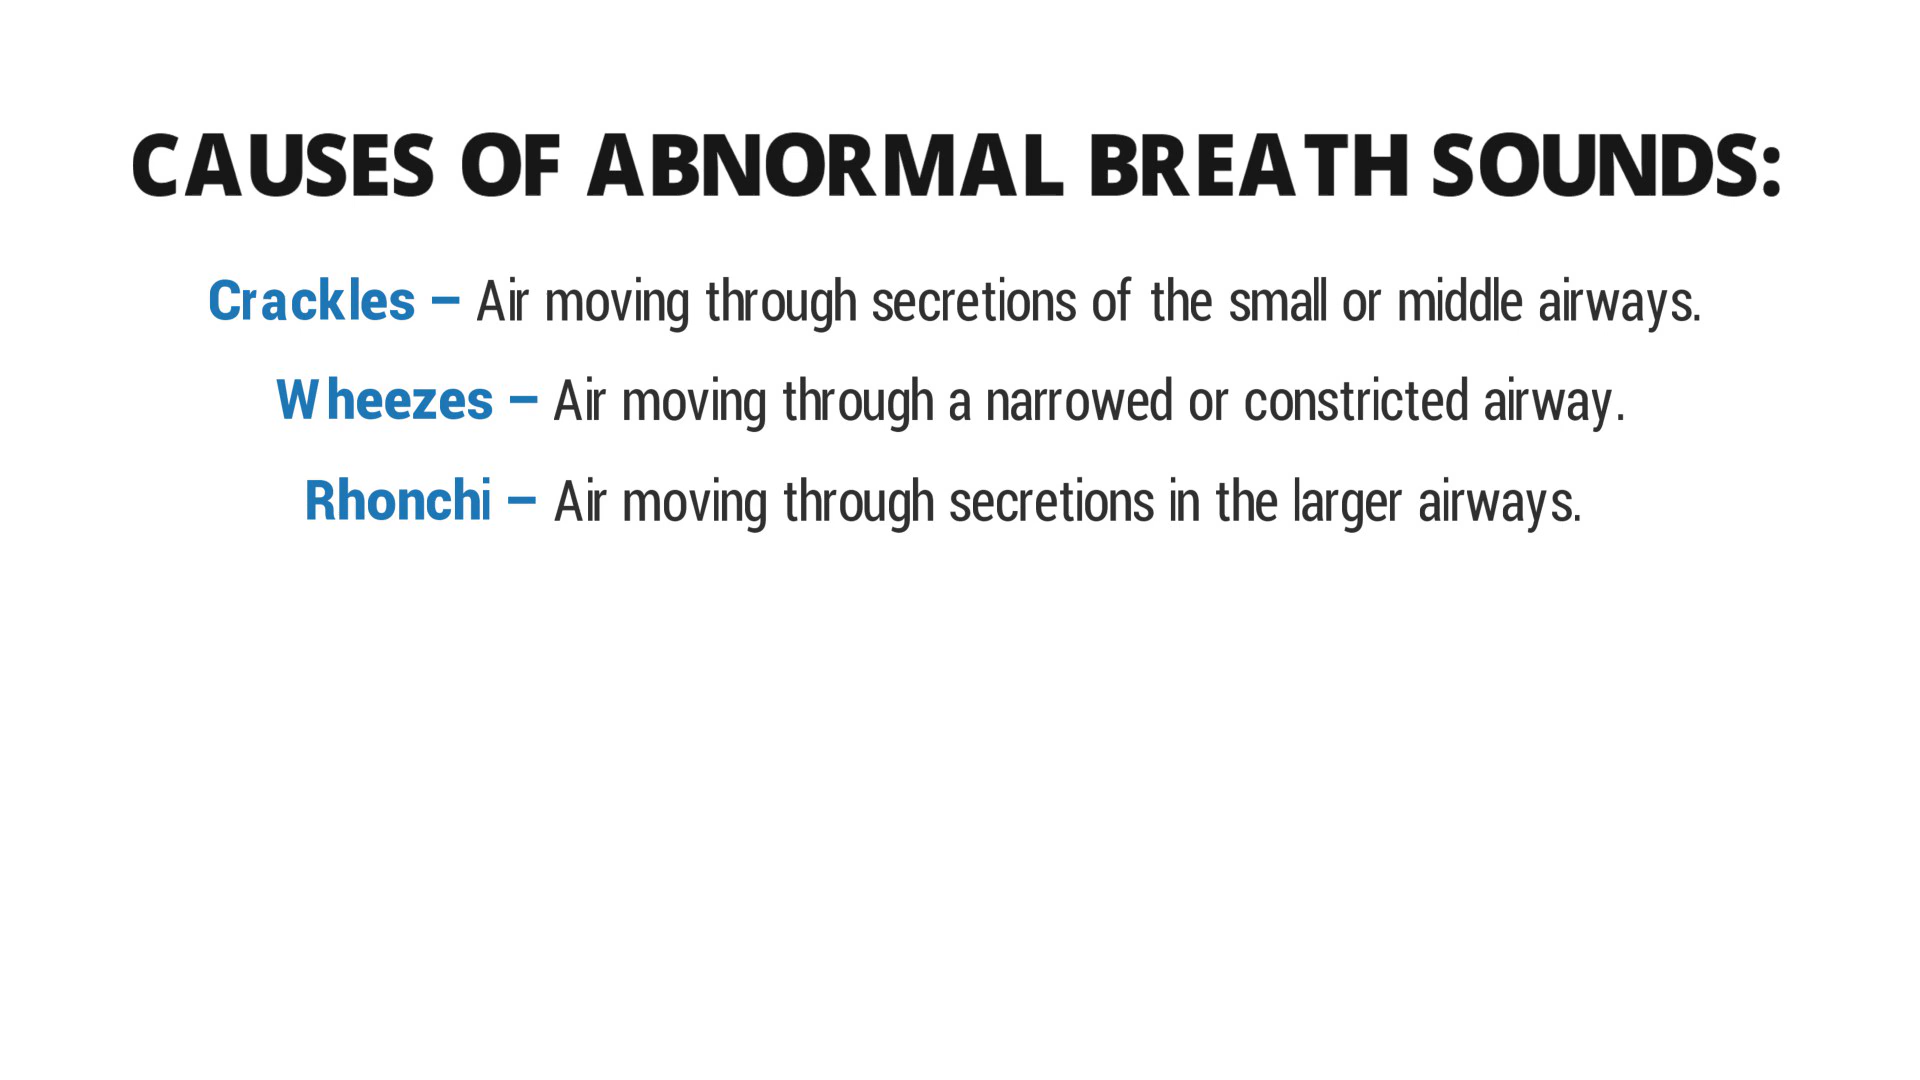 CAUSES OF ABNORMAL BREATH SOUNDS:
Crackles – Air moving through secretions of the small or middle airways.
Wheezes – Air moving through a narrowed or constricted airway.
Rhonchi – Air moving through secretions in the larger airways.